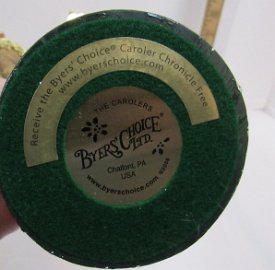 Receive the Byers' Choice® Caroler Chronicle Free
www.byerschoice.com
THE CAROLERS
BYERS' CHOICE
LTD.®
Chalfont, PA
USA
www.byerschoice.com